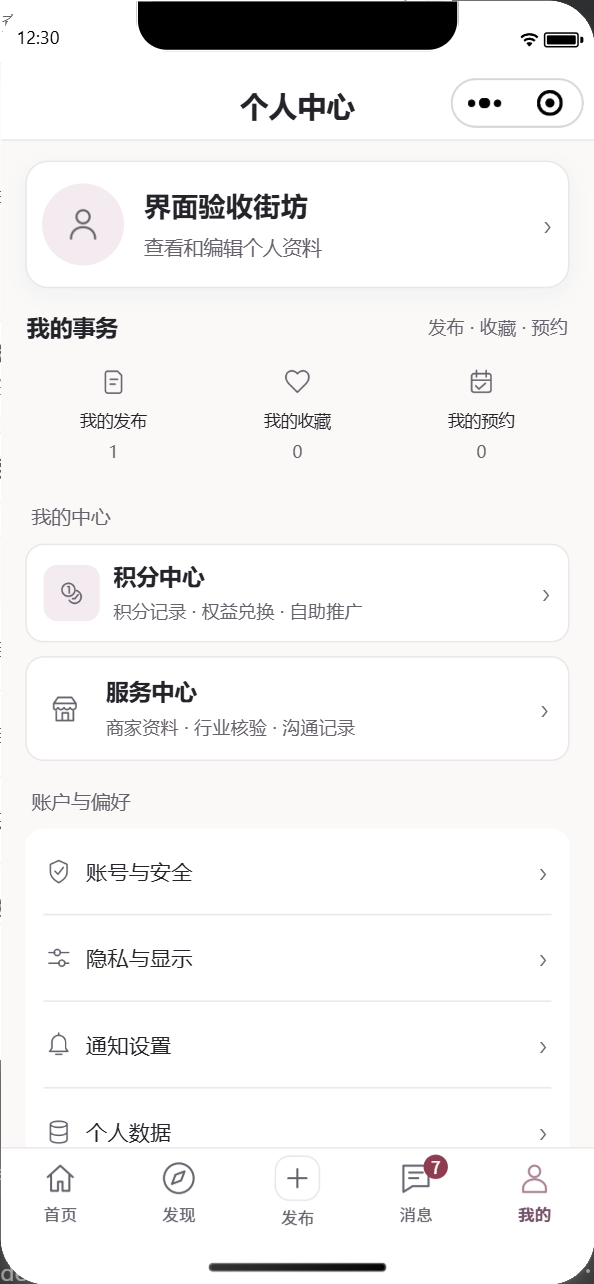 12:30
个人中心
界面验收街坊
查看和编辑个人资料
我的事务
发布 · 收藏 · 预约
我的发布 我的收藏 我的预约
1 0 0
我的中心
积分中心
积分记录 · 权益兑换 · 自助推广
服务中心
商家资料 · 行业核验 · 沟通记录
账户与偏好
账号与安全
隐私与显示
通知设置
个人数据
7
首页 发现 发布 消息 我的